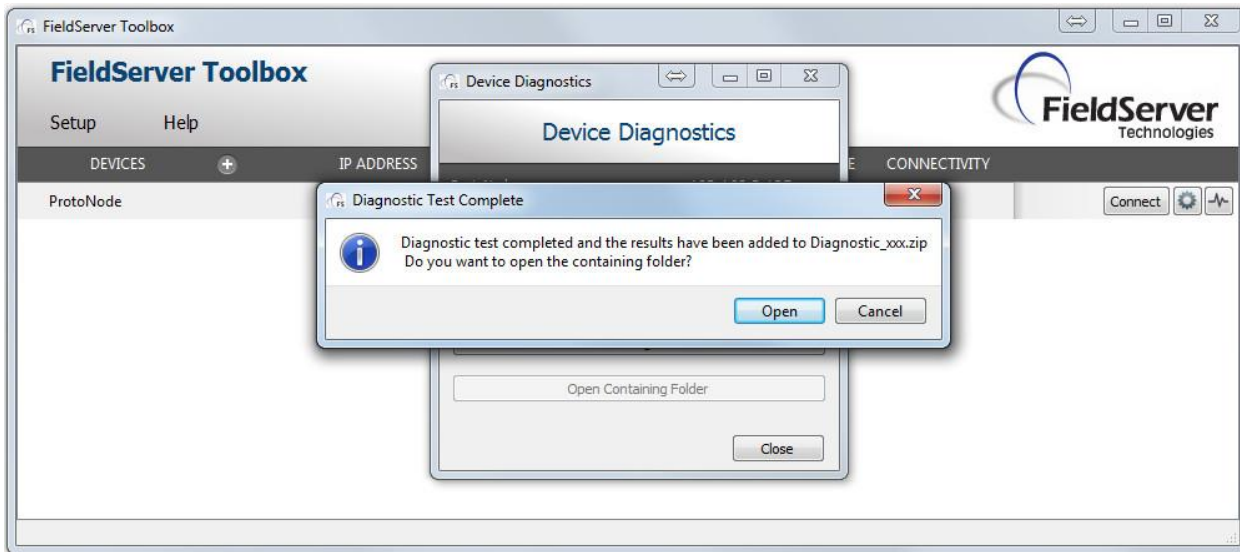 FieldServer Toolbox
FieldServer Toolbox
Setup Help
FieldServer
Technologies
DEVICES IP ADDRESS CONNECTIVITY
ProtoNode
Connect
Device Diagnostics
Device Diagnostics
Diagnostic Test Complete
Diagnostic test completed and the results have been added to Diagnostic_xxx.zip
Do you want to open the containing folder?
Open Cancel
Open Containing Folder
Close